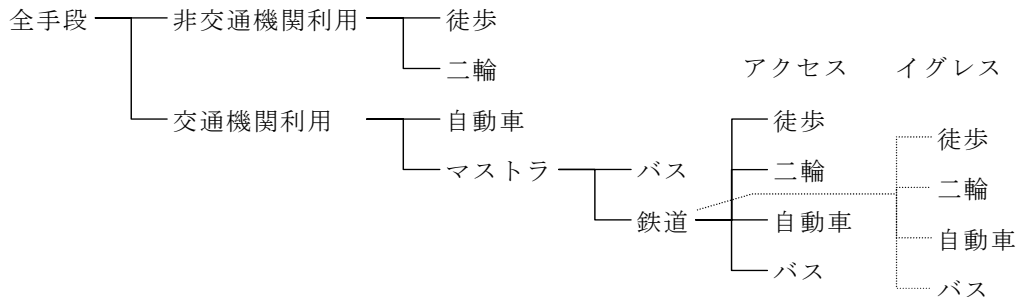 全手段 非交通機関利用 徒歩
二輪
アクセス イグレス
交通機関利用 自動車 徒歩
徒歩
マストラ バス 二輪
二輪
鉄道 自動車
自動車
バス
バス